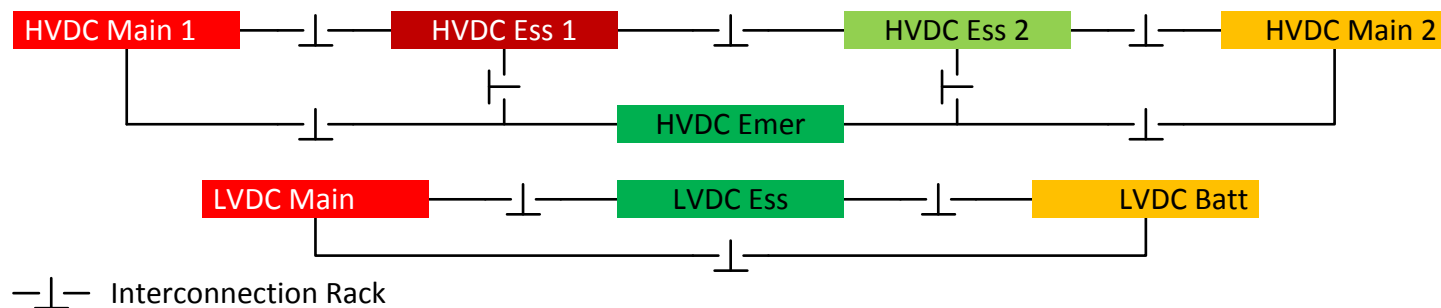 HVDC Main 1
HVDC Ess 1
HVDC Ess 2
HVDC Main 2
HVDC Emer
LVDC Main
LVDC Ess
LVDC Batt
Interconnection Rack